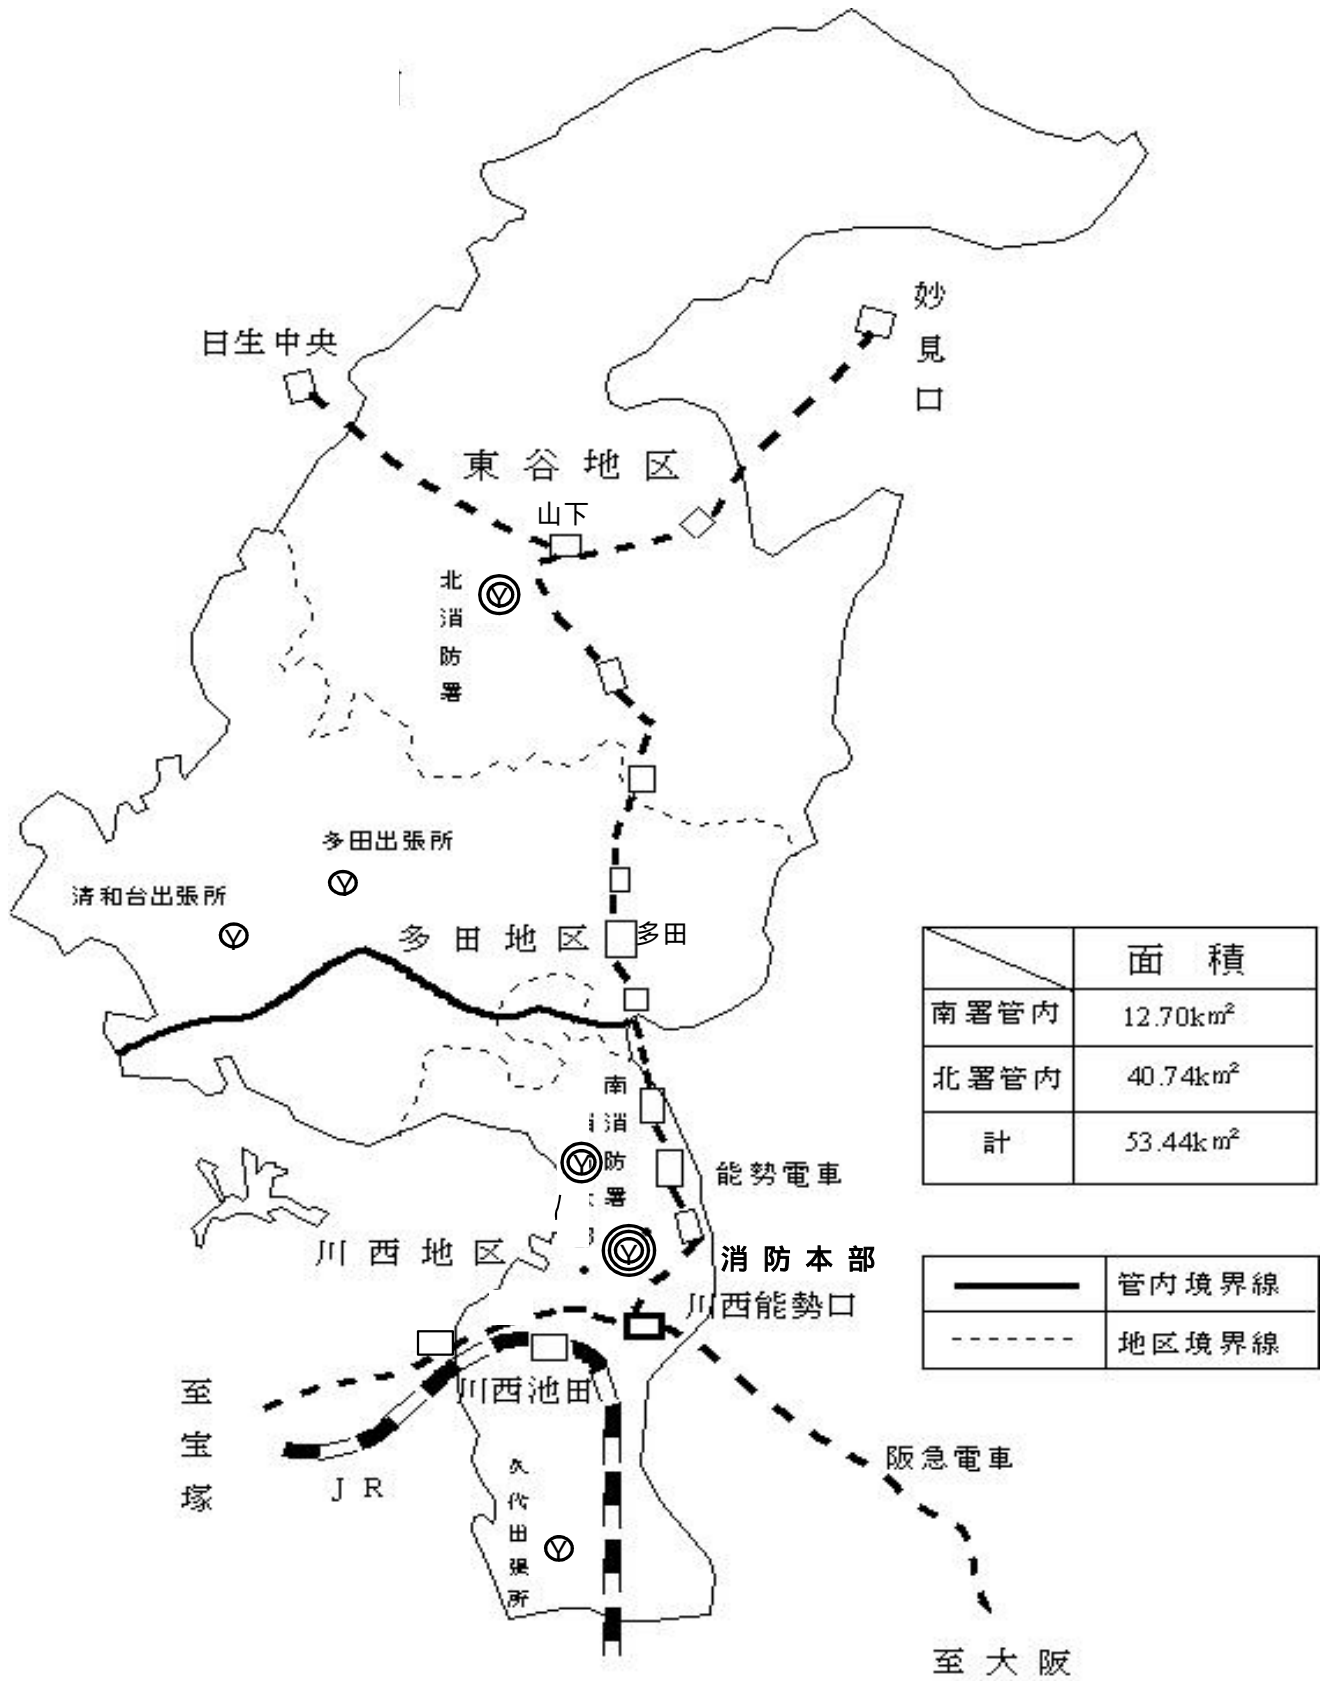 妙見口
日生中央
東谷地区
山下
北消防署
多田出張所
清和台出張所
多田地区
多田
面 積
南署管内 12.70km²
北署管内 40.74km²
計 53.44km²
南消防署
能勢電車
川西地区
消防本部
川西能勢口
管内境界線
地区境界線
川西池田
至宝塚
JR
久代出張所
阪急電車
至大阪